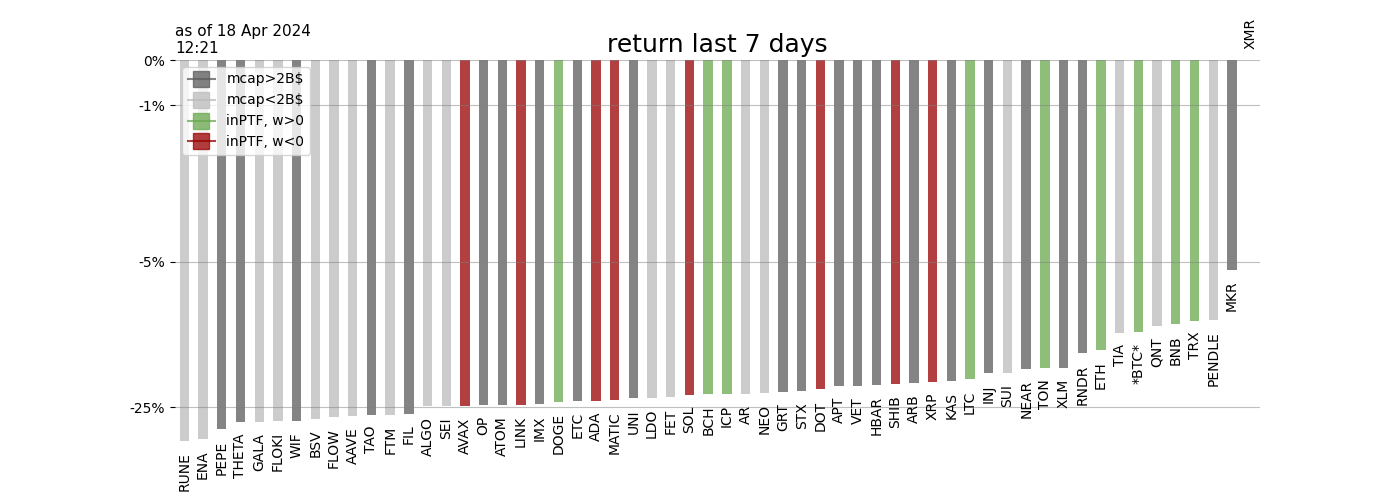 as of 18 Apr 2024
12:21
return last 7 days
XMR
0%
-1%
-5%
-25%
mcap>2B$
mcap<2B$
inPTF, w>0
inPTF, w<0
RUNE
ENA
PEPE
THETA
GALA
FLOKI
WIF
BSV
FLOW
AAVE
TAO
FTM
FIL
ALGO
SEI
AVAX
OP
ATOM
LINK
IMX
DOGE
ETC
ADA
MATIC
UNI
LDO
FET
SOL
BCH
ICP
AR
NEO
GRT
STX
DOT
APT
VET
HBAR
SHIB
ARB
XRP
KAS
LTC
INJ
SUI
NEAR
TON
XLM
RNDR
ETH
TIA
*BTC*
QNT
BNB
TRX
PENDLE
MKR